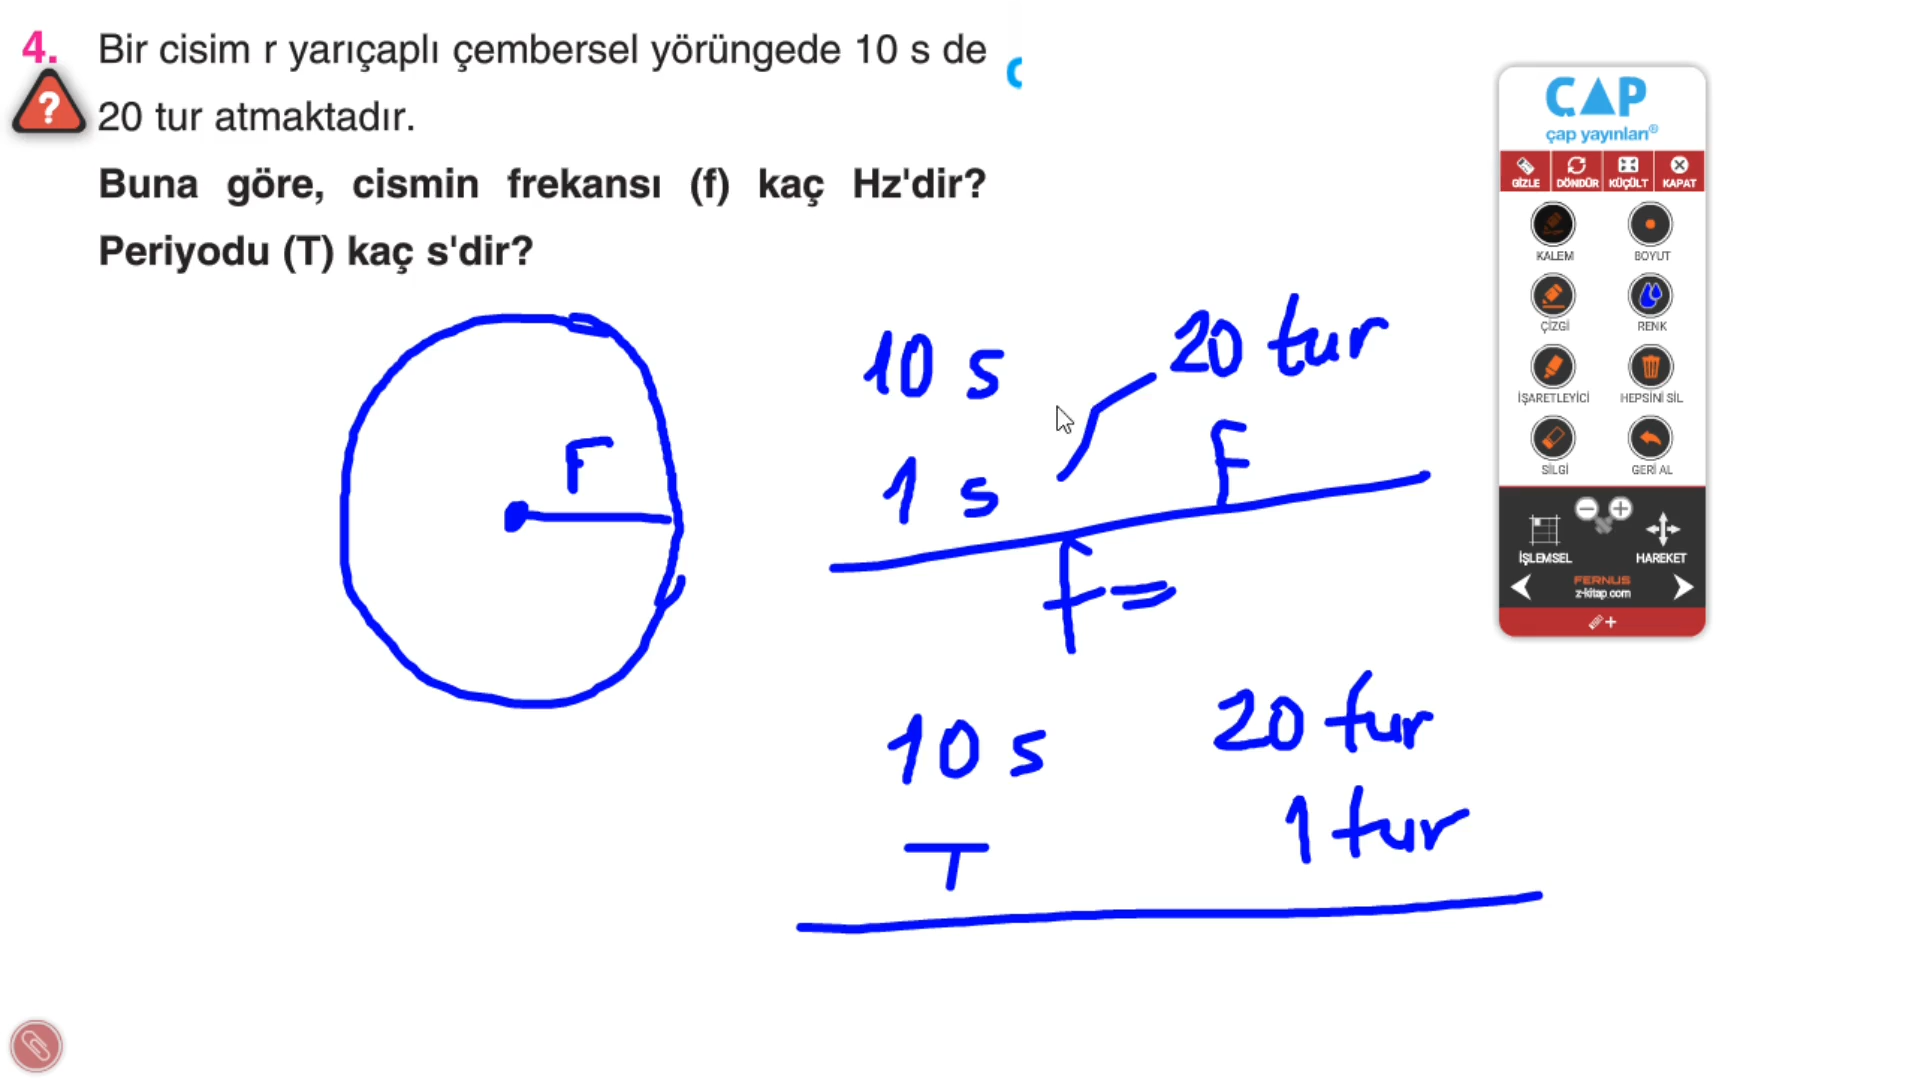 4. Bir cisim r yarıçaplı çembersel yörüngede 10 s de
20 tur atmaktadır.
Buna göre, cismin frekansı (f) kaç Hz'dir?
Periyodu (T) kaç s'dir?
?
r
10 s 20 tur
1 s F
f =
10 s 20 tur
T 1 tur
ÇAP
çap yayınları®
GİZLE DÖNDÜR KÜÇÜLT KAPAT
KALEM BOYUT
ÇİZGİ RENK
İŞARETLEYİCİ HEPSİNİ SİL
SİLGİ GERİ AL
İŞLEMSEL HAREKET
FERNUS
z-kitap com